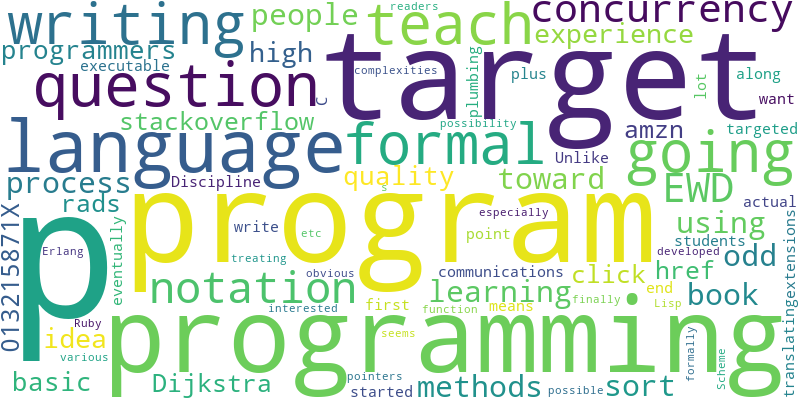 writing
teach
people
readers
concurrency
programmers
executable
high
experience
target
question
complexities
plumbing
plus
lot
along
want
C
stackoverflow
possibility
amzn
targeted
language
formal
Unlike
going
process
Discipline
quality
toward
EWD
actual
p
program
013215871X
rads
write
s
especially
using
students
odd
extensions
Erlang
eventually
treating
etc
point
developed
notation
obvious
communications
click
href
book
learning
translating
programming
Ruby
idea
interested
first
means
end
Lisp
function
finally
various
seems
formally
Scheme
basic
Dijkstra
pointers
started
methods
possible
sort